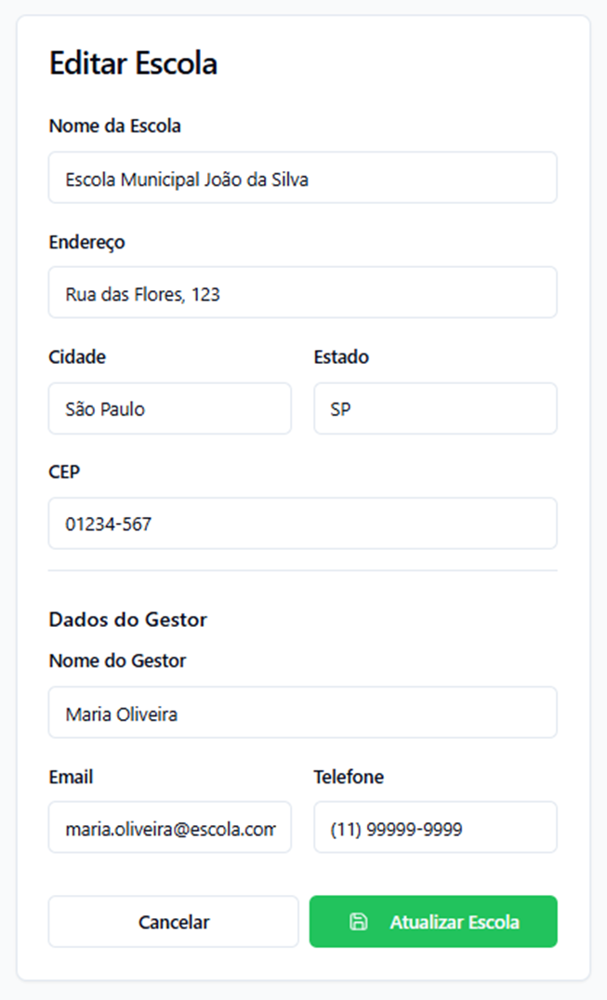 Editar Escola
Nome da Escola
Escola Municipal João da Silva
Endereço
Rua das Flores, 123
Cidade
Estado
São Paulo
SP
CEP
01234-567
Dados do Gestor
Nome do Gestor
Maria Oliveira
Email
Telefone
maria.oliveira@escola.com
(11) 99999-9999
Cancelar
Atualizar Escola